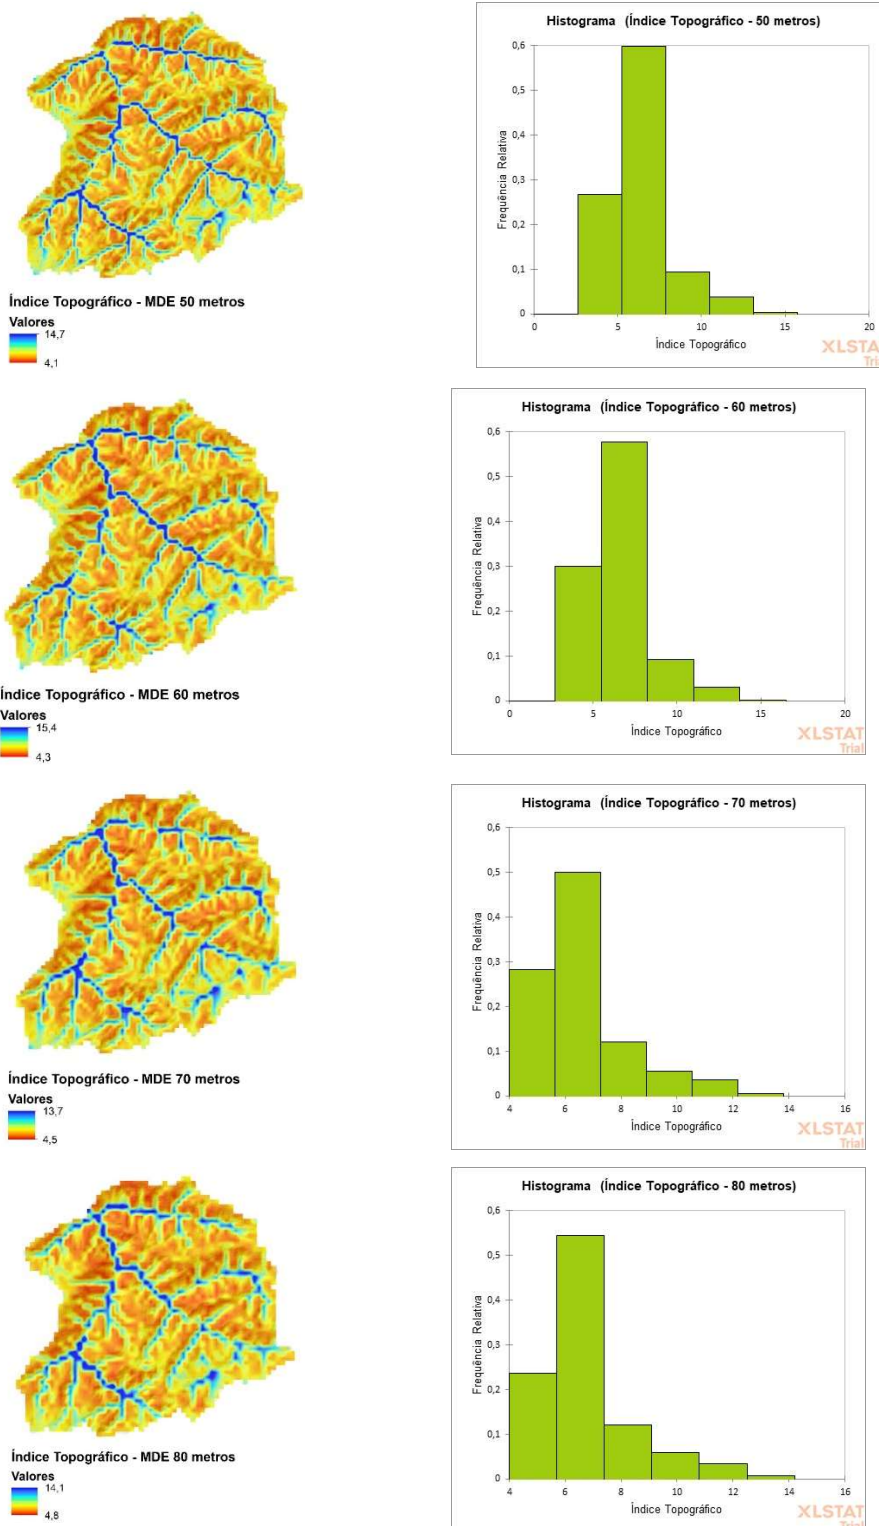 Histograma (Índice Topográfico - 50 metros)
0,6
0,5
0,4
0,3
0,2
0,1
0
Frequência Relativa
0 5 10 15 20
Índice Topográfico
XLSTA
Tria
Índice Topográfico - MDE 50 metros
Valores
14,7
4,1
Histograma (Índice Topográfico - 60 metros)
0,6
0,5
0,4
0,3
0,2
0,1
0
Frequência Relativa
0 5 10 15 20
Índice Topográfico
XLSTAT
Trial
Índice Topográfico - MDE 60 metros
Valores
15,4
4,3
Histograma (Índice Topográfico - 70 metros)
0,6
0,5
0,4
0,3
0,2
0,1
0
Frequência Relativa
4 6 8 10 12 14 16
Índice Topográfico
XLSTAT
Trial
Índice Topográfico - MDE 70 metros
Valores
13,7
4,5
Histograma (Índice Topográfico - 80 metros)
0,6
0,5
0,4
0,3
0,2
0,1
0
Frequência Relativa
4 6 8 10 12 14 16
Índice Topográfico
XLSTAT
Trial
Índice Topográfico - MDE 80 metros
Valores
14,1
4,8